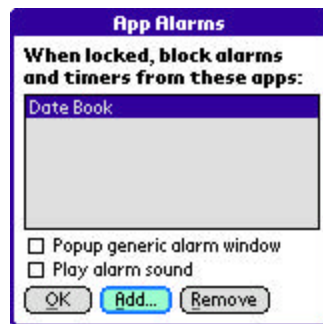 App Alarms
When locked, block alarms
and timers from these apps:
Date Book
Popup generic alarm window
Play alarm sound
OK
Add...
Remove